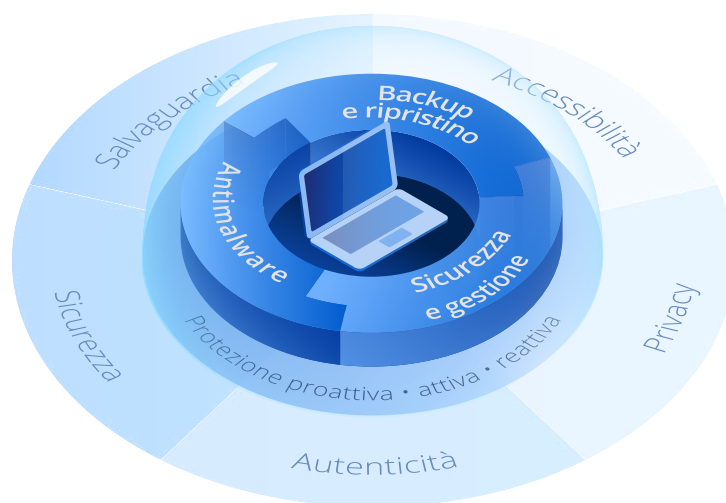 Salvaguardia
Accessibilità
Backup
e ripristino
Antimalware
Sicurezza
e gestione
Sicurezza
Privacy
Protezione proattiva • attiva • reattiva
Autenticità